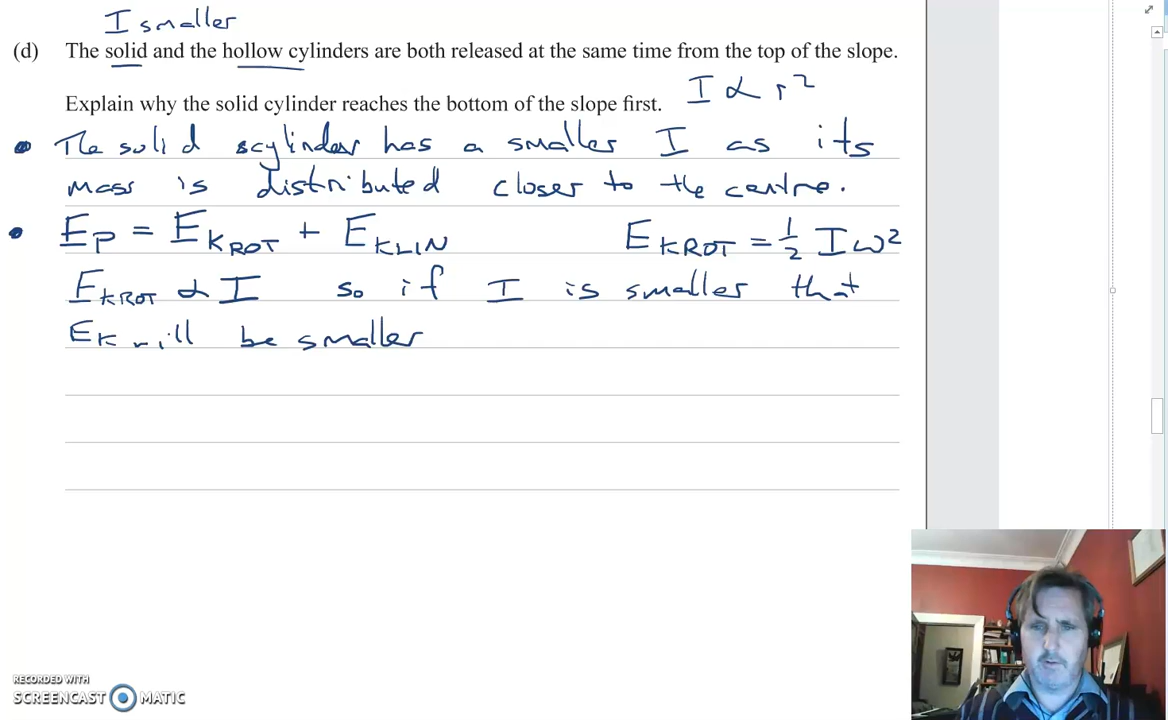 I smaller
(d) The solid and the hollow cylinders are both released at the same time from the top of the slope.
I ∝ r²
Explain why the solid cylinder reaches the bottom of the slope first.
• The solid cylinder has a smaller I as its
mass is distributed closer to the centre.
• EP = EKROT + EKLIN EKROT = ½ Iω²
EKROT ∝ I so if I is smaller that
EK will be smaller
RECORDED WITH
SCREENCAST MATIC